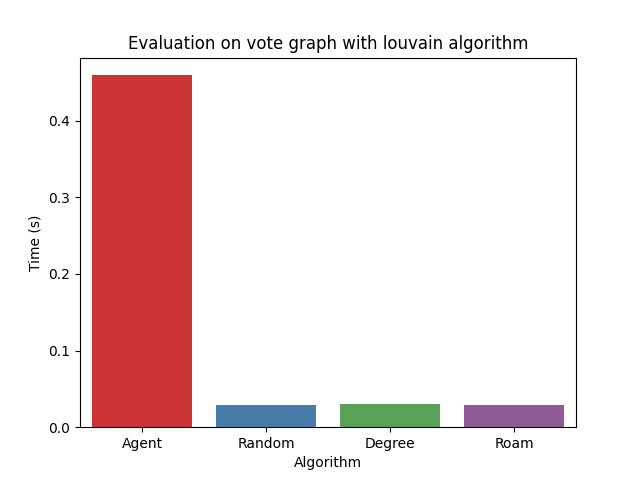 Evaluation on vote graph with louvain algorithm
Time (s)
0.4
0.3
0.2
0.1
0.0
Agent Random Degree Roam
Algorithm